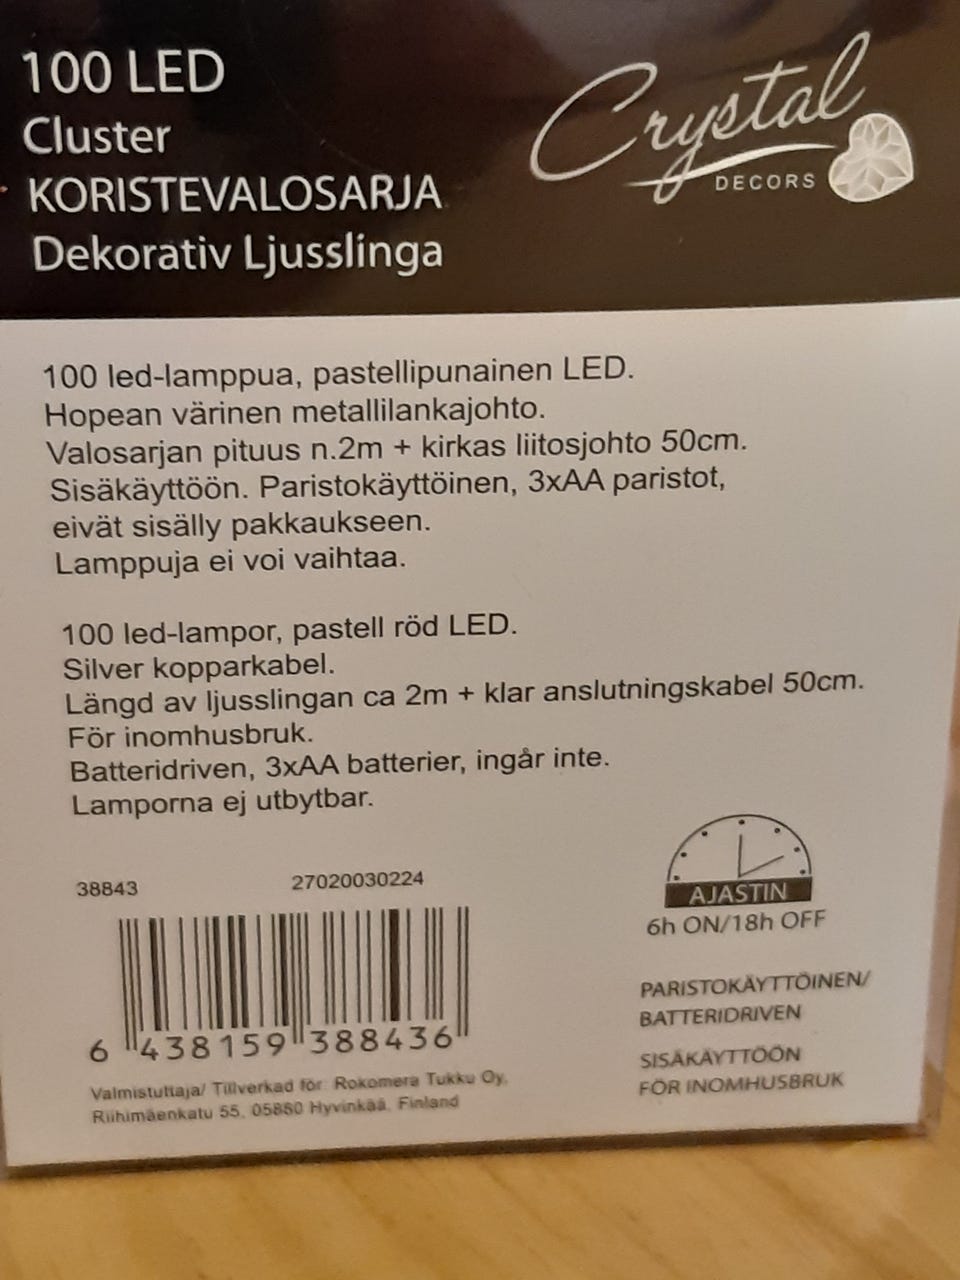 100 LED
Cluster
KORISTEVALOSARJA
Dekorativ Ljusslinga
Crystal
DECORS
100 led-lamppua, pastellipunainen LED.
Hopean värinen metallilankajohto.
Valosarjan pituus n.2m + kirkas liitosjohto 50cm.
Sisäkäyttöön. Paristokäyttöinen, 3xAA paristot,
eivät sisälly pakkaukseen.
Lamppuja ei voi vaihtaa.
100 led-lampor, pastell röd LED.
Silver kopparkabel.
Längd av ljusslingan ca 2m + klar anslutningskabel 50cm.
För inomhusbruk.
Batteridriven, 3xAA batterier, ingår inte.
Lamporna ej utbytbar.
38843 27020030224
6 438159 388436
Valmistuttaja/ Tillverkad för: Rokomera Tukku Oy,
Riihimäenkatu 55, 05880 Hyvinkää, Finland
AJASTIN
6h ON/18h OFF
PARISTOKÄYTTÖINEN/
BATTERIDRIVEN
SISÄKÄYTTÖÖN
FÖR INOMHUSBRUK